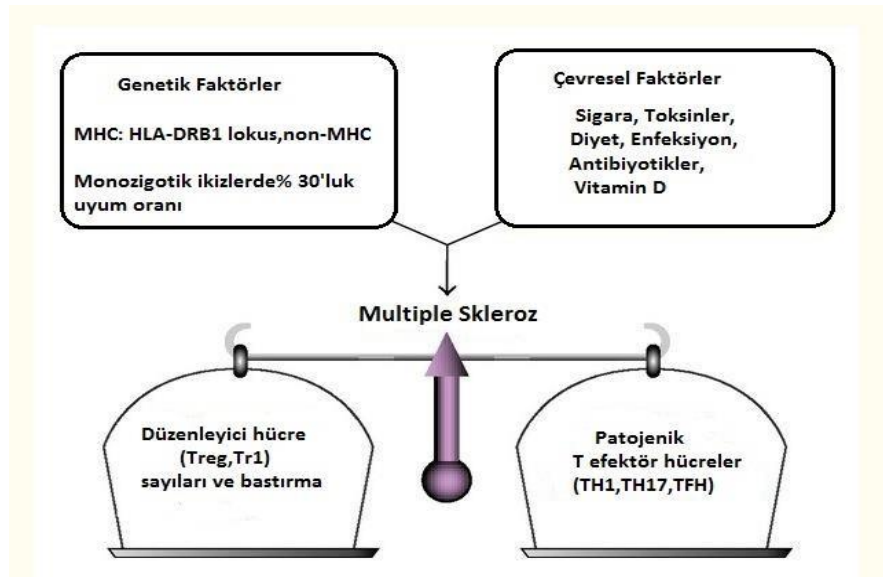 Genetik Faktörler
MHC: HLA-DRB1 lokus,non-MHC
Monozigotik ikizlerde% 30'luk
uyum oranı
Çevresel Faktörler
Sigara, Toksinler,
Diyet, Enfeksiyon,
Antibiyotikler,
Vitamin D
Multiple Skleroz
Düzenleyici hücre
(Treg,Tr1)
sayıları ve bastırma
Patojenik
T efektör hücreler
(TH1,TH17,TFH)